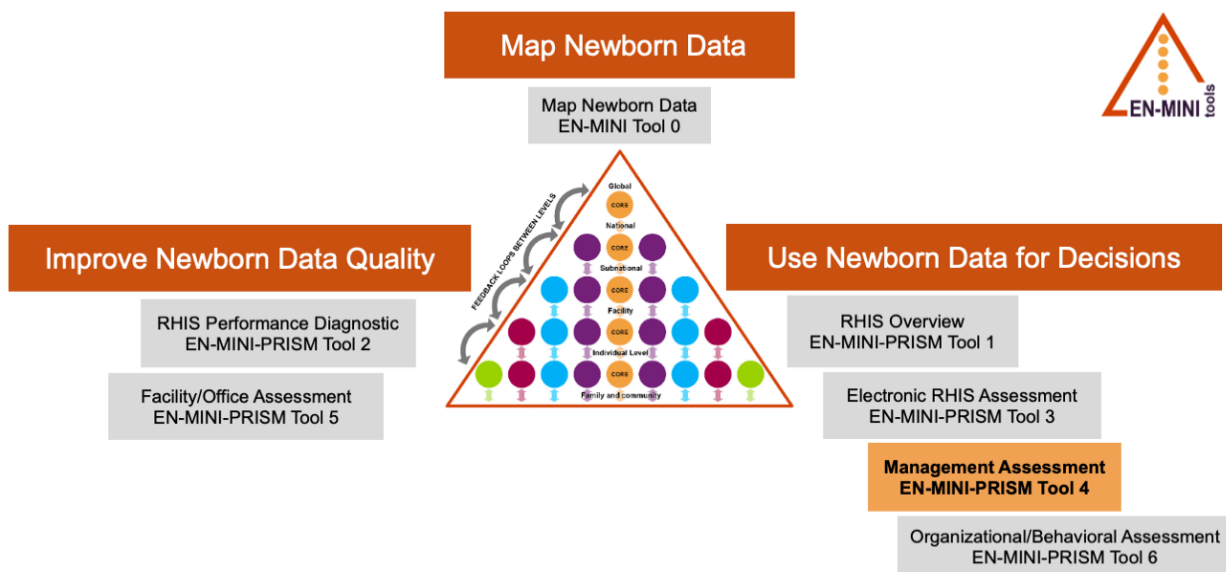 Map Newborn Data
Map Newborn Data
EN-MINI Tool 0
EN-MINI
tools
Improve Newborn Data Quality
RHIS Performance Diagnostic
EN-MINI-PRISM Tool 2
Facility/Office Assessment
EN-MINI-PRISM Tool 5
FEEDBACK LOOPS BETWEEN LEVELS
Global
CORE
National
CORE
Subnational
CORE
Facility
CORE
Individual Level
CORE
Family and community
Use Newborn Data for Decisions
RHIS Overview
EN-MINI-PRISM Tool 1
Electronic RHIS Assessment
EN-MINI-PRISM Tool 3
Management Assessment
EN-MINI-PRISM Tool 4
Organizational/Behavioral Assessment
EN-MINI-PRISM Tool 6